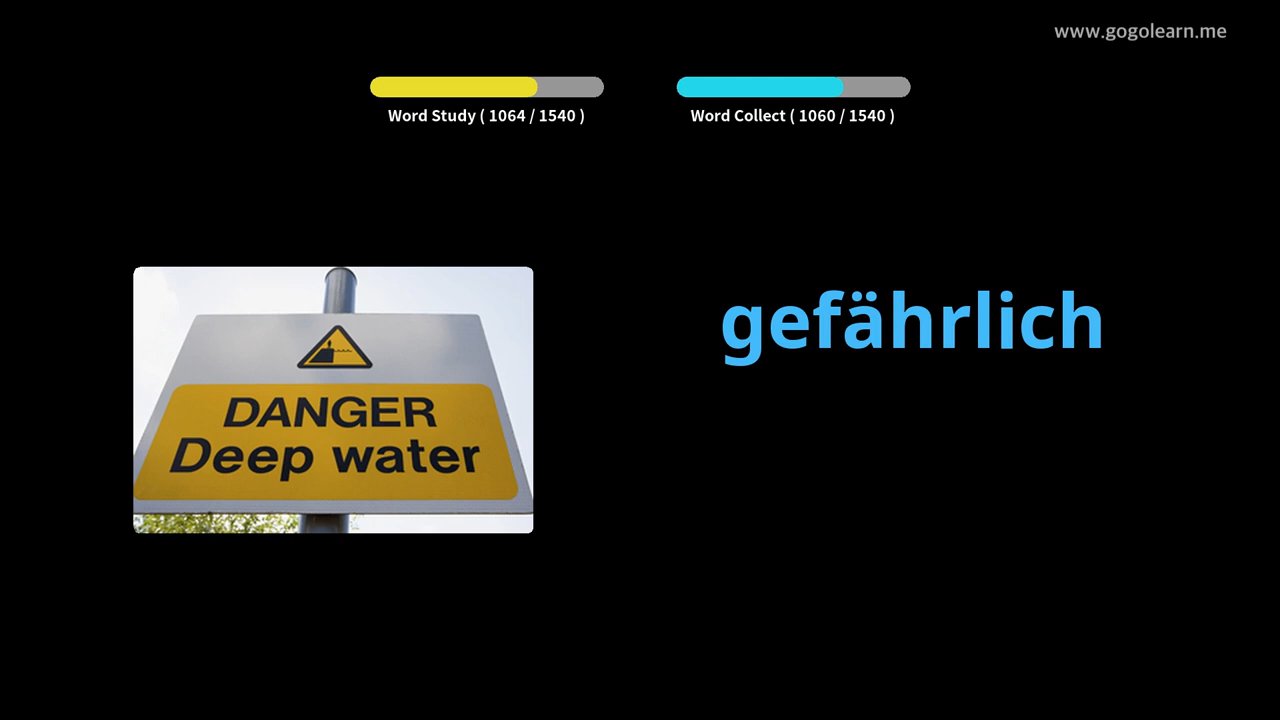 www.gogolearn.me
Word Study ( 1064 / 1540 )
Word Collect ( 1060 / 1540 )
DANGER
Deep water
gefährlich